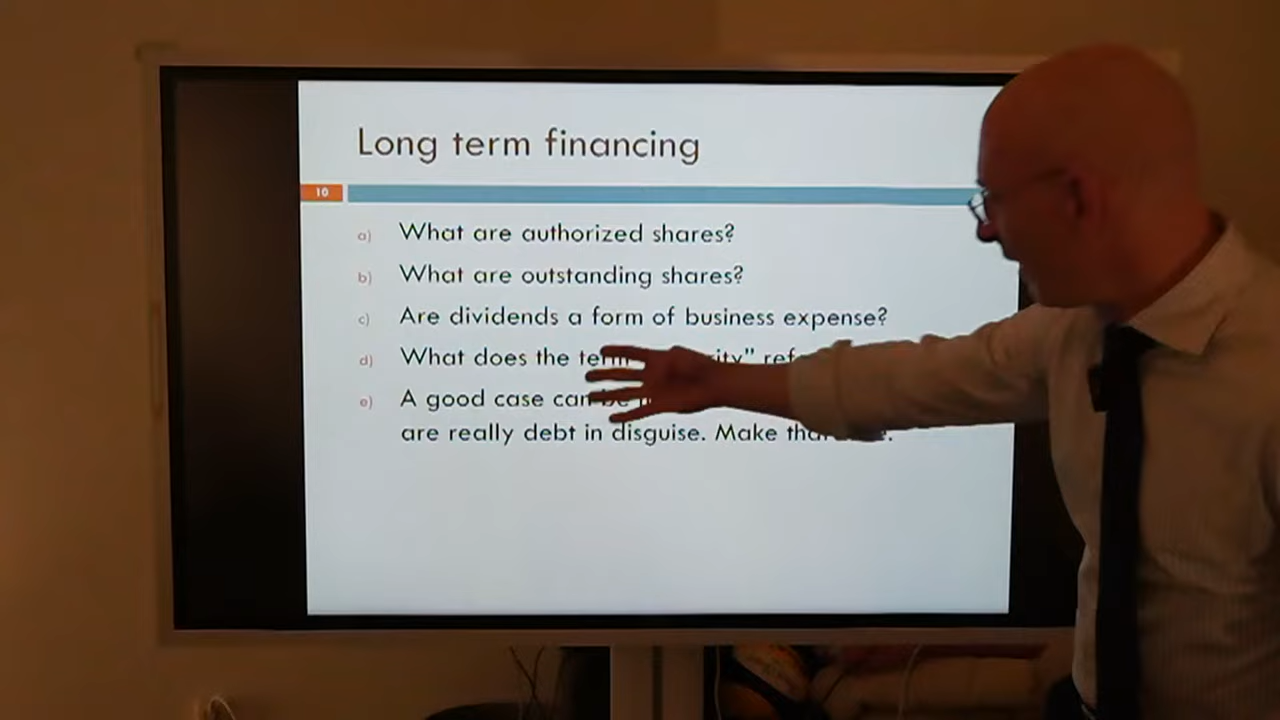 Long term financing
10
a) What are authorized shares?
b) What are outstanding shares?
c) Are dividends a form of business expense?
d) What does the term
e) A good case can be
are really debt in disguise. Make